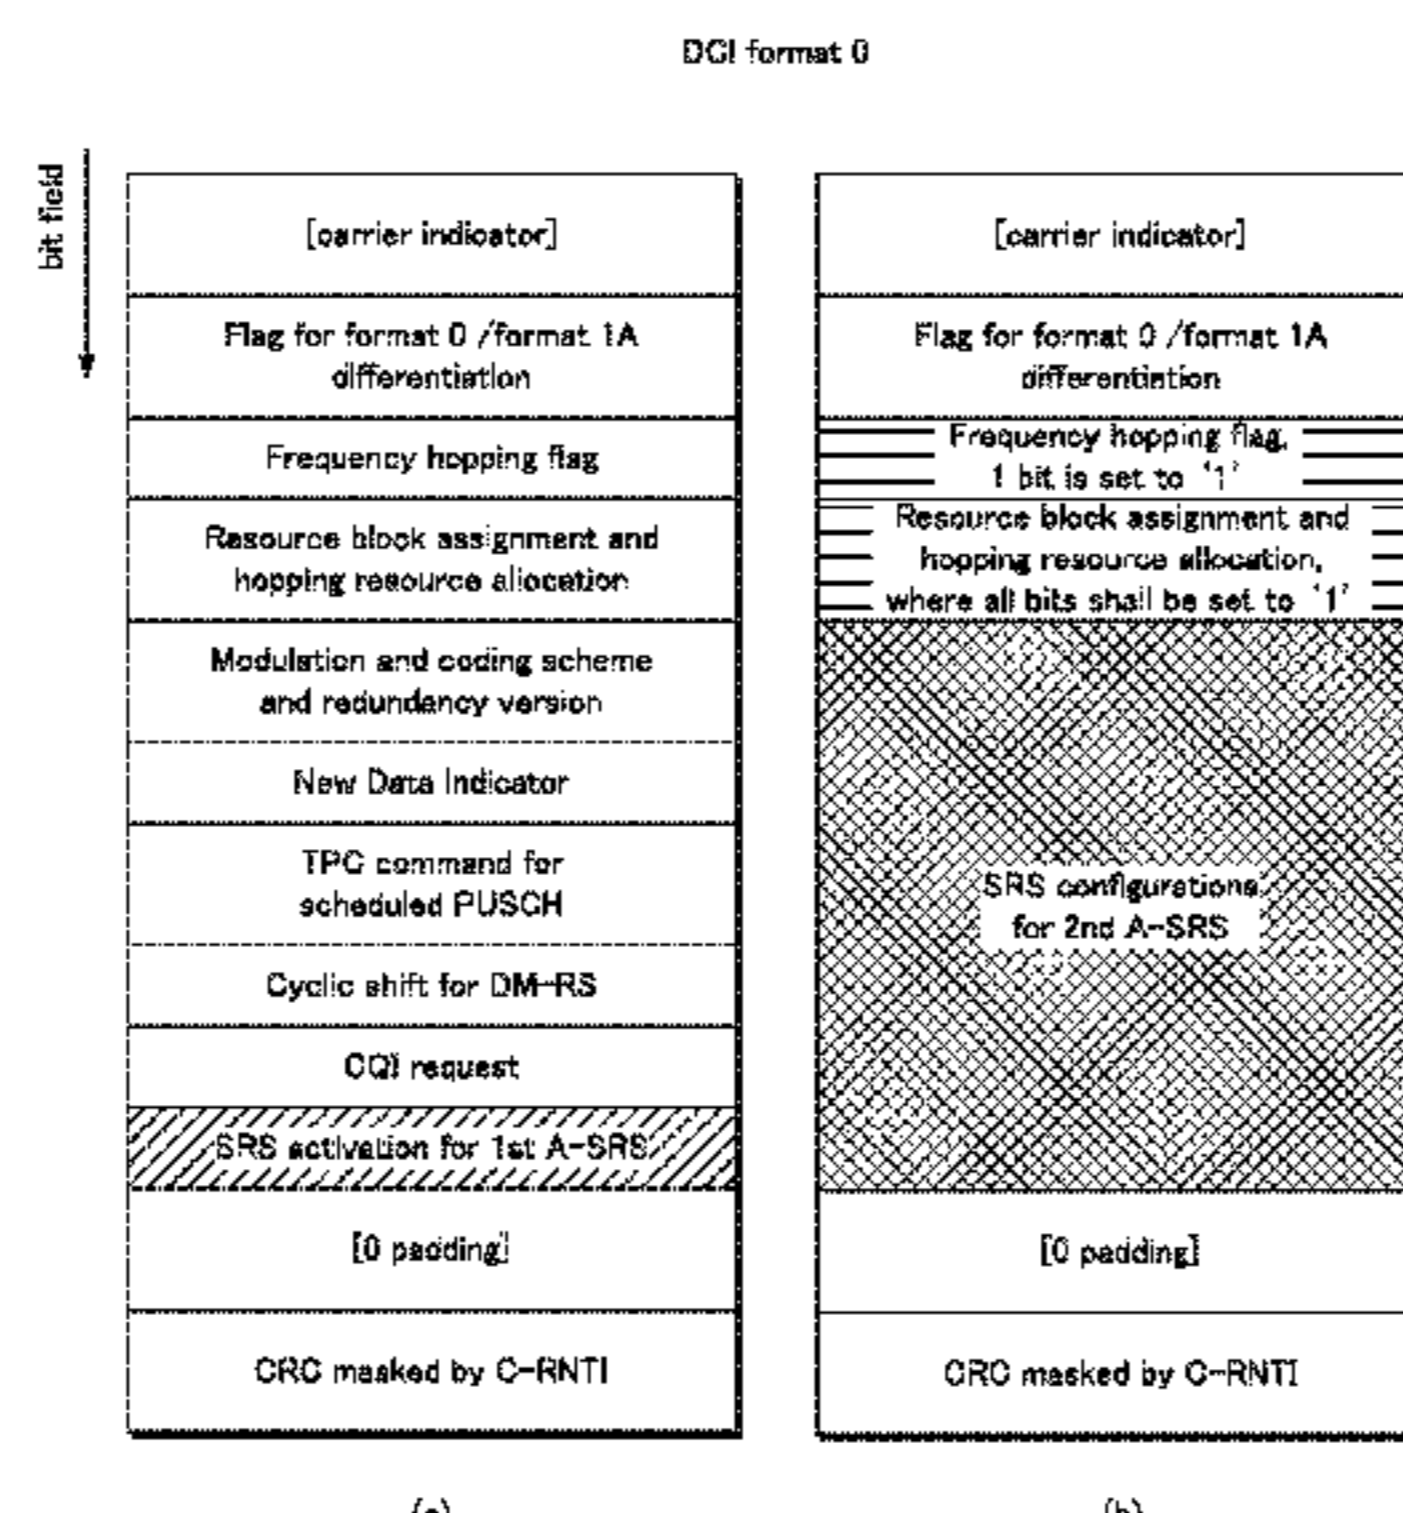 DCI format 0
bit field
[carrier indicator]
Flag for format 0 /format 1A
differentiation
Frequency hopping flag
Resource block assignment and
hopping resource allocation
Modulation and coding scheme
and redundancy version
New Data Indicator
TPC command for
scheduled PUSCH
Cyclic shift for DM-RS
CQI request
SRS activation for 1st A-SRS
[0 padding]
CRC masked by C-RNTI
(a)
[carrier indicator]
Flag for format 0 /format 1A
differentiation
Frequency hopping flag,
1 bit is set to '1'
Resource block assignment and
hopping resource allocation,
where all bits shall be set to '1'
SRS configurations
for 2nd A-SRS
[0 padding]
CRC masked by C-RNTI
(b)